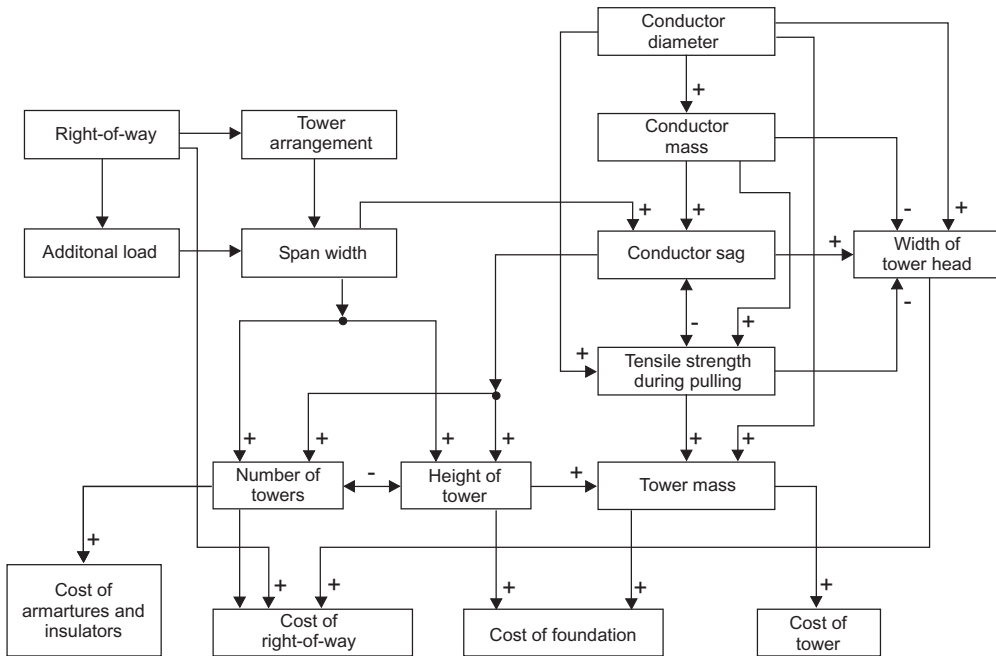 Conductor
diameter
+
+
Right-of-way
Tower
arrangement
Conductor
mass
-
+
+
+
+
Additonal load
Span width
Conductor sag
+
Width of
tower head
-
+
-
+
Tensile strength
during pulling
+
+
+
+
+
+
Number of
towers
-
Height of
tower
+
Tower mass
+
+
+
+
+
+
Cost of
armartures and
insulators
Cost of
right-of-way
Cost of foundation
Cost of
tower